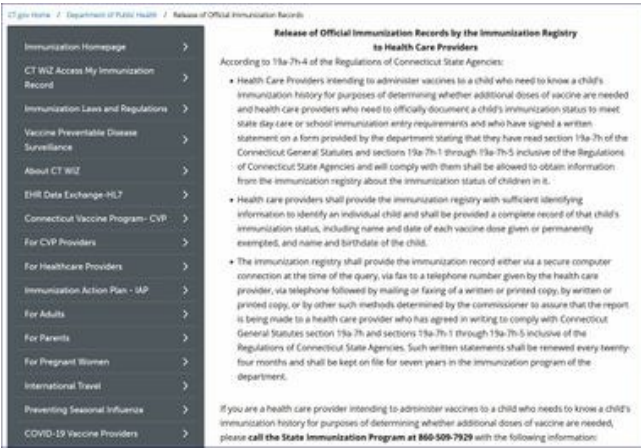 CT.gov Home / Department of Public Health / Release of Official Immunization Records
Immunization Homepage
CT WiZ Access My Immunization
Record
Immunization Laws and Regulations
Vaccine Preventable Disease
Surveillance
About CT WiZ
EHR Data Exchange-HL7
Connecticut Vaccine Program- CVP
For CVP Providers
For Healthcare Providers
Immunization Action Plan - IAP
For Adults
For Parents
For Pregnant Women
International Travel
Preventing Seasonal Influenza
COVID-19 Vaccine Providers
Release of Official Immunization Records by the Immunization Registry
to Health Care Providers
According to 19a-7h-4 of the Regulations of Connecticut State Agencies:
• Health Care Providers intending to administer vaccines to a child who need to know a child's
immunization history for purposes of determining whether additional doses of vaccine are needed
and health care providers who need to officially document a child's immunization status to meet
state day-care or school immunization entry requirements and who have signed a written
statement on a form provided by the department stating that they have read section 19a-7h of the
Connecticut General Statutes and sections 19a-7h-1 through 19a-7h-5 inclusive of the Regulations
of Connecticut State Agencies and will comply with them shall be allowed to obtain information
from the immunization registry about the immunization status of children in it.
• Health care providers shall provide the immunization registry with sufficient identifying
information to identify an individual child and shall be provided a complete record of that child's
immunization status, including name and date of each vaccine dose given or permanently
exempted, and name and birthdate of the child.
• The immunization registry shall provide the immunization record either via a secure computer
connection at the time of the query, via fax to a telephone number given by the health care
provider, via telephone followed by mailing or faxing of a written or printed copy, by written or
printed copy, or by other such methods determined by the commissioner to assure that the report
is being made to a health care provider who has agreed in writing to comply with Connecticut
General Statutes section 19a-7h and sections 19a-7h-1 through 19a-7h-5 inclusive of the
Regulations of Connecticut State Agencies. Such written statements shall be renewed every twenty-
four months and shall be kept on file for seven years in the immunization program of the
department.
If you are a health care provider intending to administer vaccines to a child who needs to know a child's
immunization history for purposes of determining whether additional doses of vaccine are needed,
please call the State Immunization Program at 860-509-7929 with the following information: